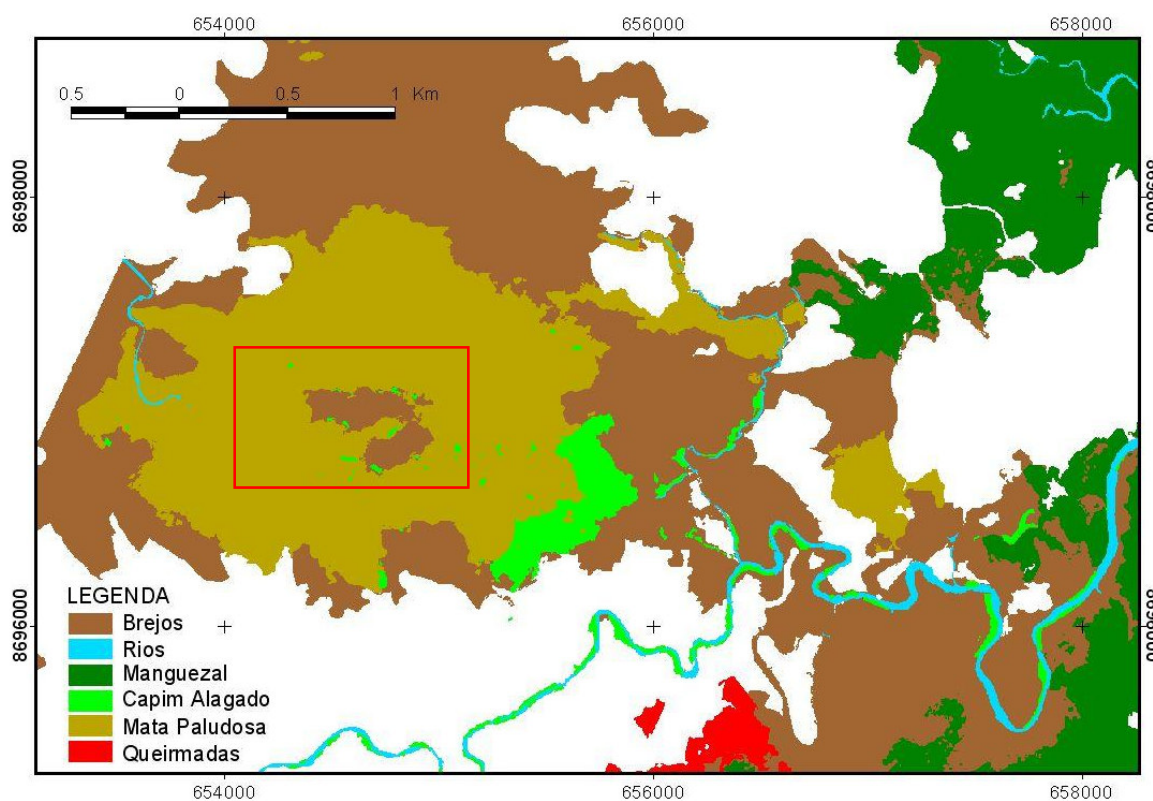 654000 656000 658000
0.5 0 0.5 1 Km
8698000 8698000
LEGENDA
Brejos
Rios
Manguezal
Capim Alagado
Mata Paludosa
Queirmadas
8696000 8696000
654000 656000 658000